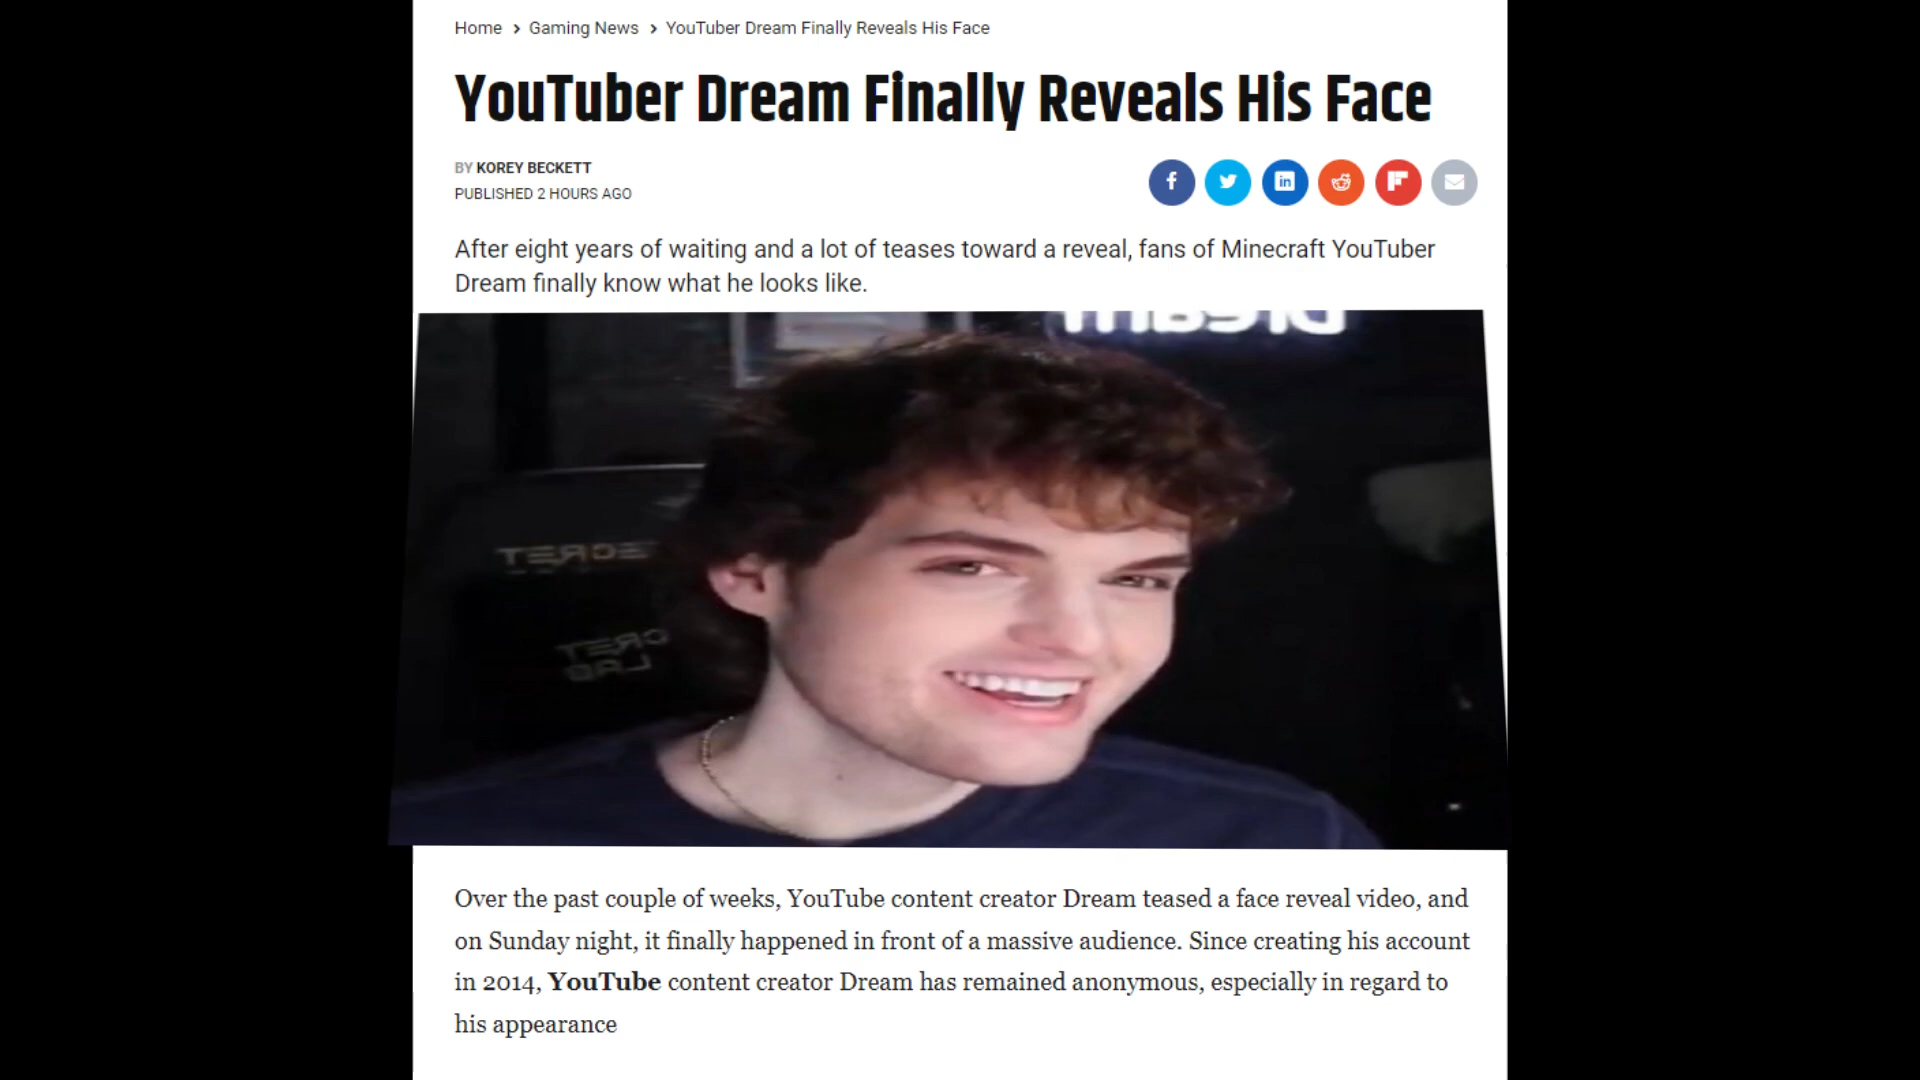 Home > Gaming News > YouTuber Dream Finally Reveals His Face
YouTuber Dream Finally Reveals His Face
BY KOREY BECKETT
PUBLISHED 2 HOURS AGO
After eight years of waiting and a lot of teases toward a reveal, fans of Minecraft YouTuber
Dream finally know what he looks like.
Dream
SECRET
CRET
LAB
Over the past couple of weeks, YouTube content creator Dream teased a face reveal video, and
on Sunday night, it finally happened in front of a massive audience. Since creating his account
in 2014, YouTube content creator Dream has remained anonymous, especially in regard to
his appearance